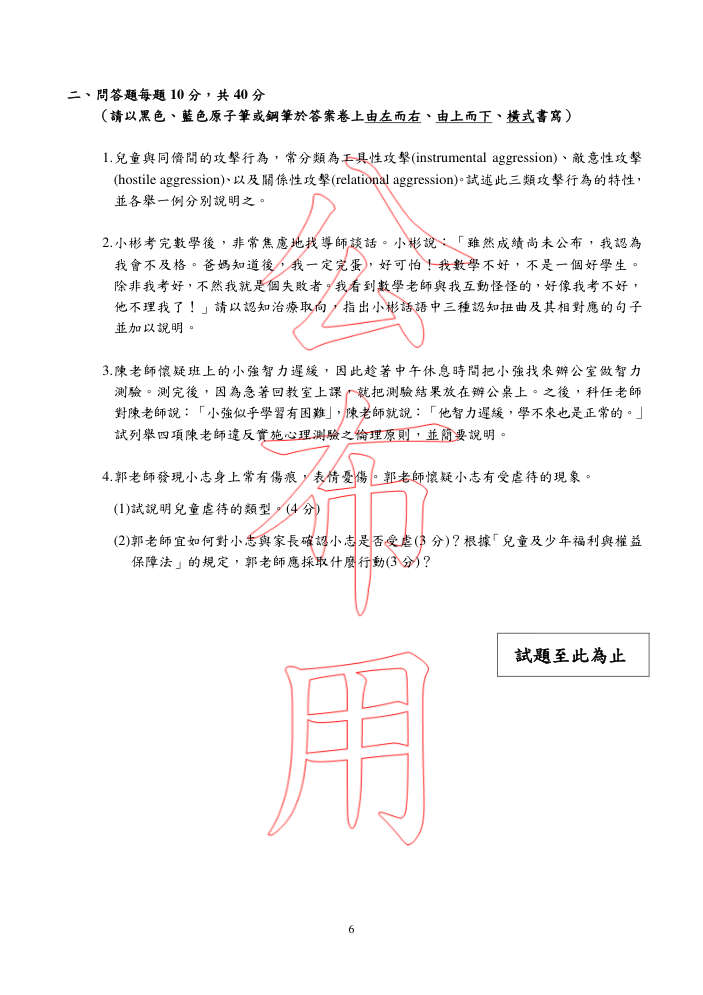 二、問答題每題 10 分，共 40 分
（請以黑色、藍色原子筆或鋼筆於答案卷上由左而右、由上而下、橫式書寫）
1.兒童與同儕間的攻擊行為，常分類為工具性攻擊(instrumental aggression)、敵意性攻擊
(hostile aggression)、以及關係性攻擊(relational aggression)。試述此三類攻擊行為的特性，
並各舉一例分別說明之。
2.小彬考完數學後，非常焦慮地找導師談話。小彬說：「雖然成績尚未公布，我認為
我會不及格。爸媽知道後，我一定完蛋，好可怕！我數學不好，不是一個好學生。
除非我考好，不然我就是個失敗者。我看到數學老師與我互動怪怪的，好像我考不好，
他不理我了！」請以認知治療取向，指出小彬話語中三種認知扭曲及其相對應的句子
並加以說明。
3.陳老師懷疑班上的小強智力遲緩，因此趁著中午休息時間把小強找來辦公室做智力
測驗。測完後，因為急著回教室上課，就把測驗結果放在辦公桌上。之後，科任老師
對陳老師說：「小強似乎學習有困難」，陳老師就說：「他智力遲緩，學不來也是正常的。」
試列舉四項陳老師違反實施心理測驗之倫理原則，並簡要說明。
4.郭老師發現小志身上常有傷痕，表情憂傷。郭老師懷疑小志有受虐待的現象。
(1)試說明兒童虐待的類型。(4 分)
(2)郭老師宜如何對小志與家長確認小志是否受虐(3 分)？根據「兒童及少年福利與權益
保障法」的規定，郭老師應採取什麼行動(3 分)？
試題至此為止
公布用
6